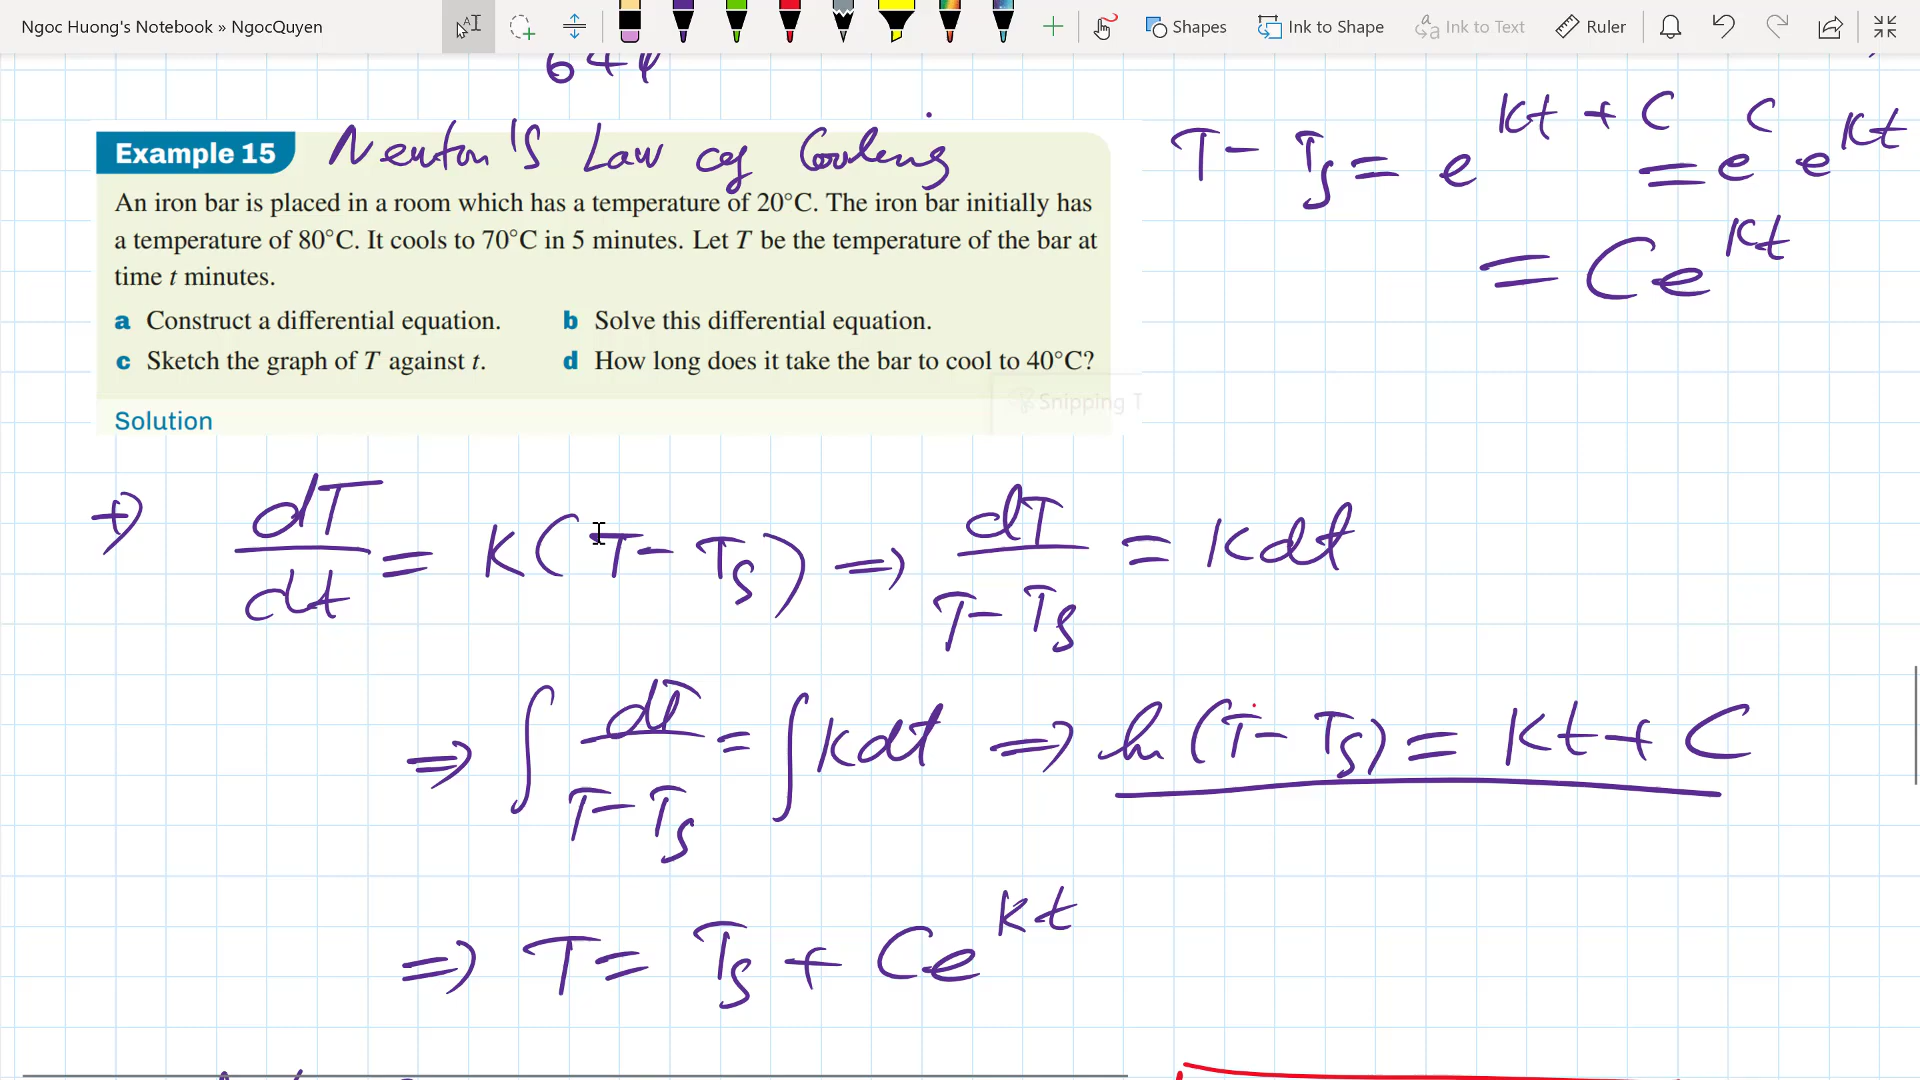 Ngoc Huong's Notebook » NgocQuyen
Shapes
Ink to Shape
Ink to Text
Ruler
Example 15 Newton's Law of Cooling
An iron bar is placed in a room which has a temperature of 20°C. The iron bar initially has
a temperature of 80°C. It cools to 70°C in 5 minutes. Let T be the temperature of the bar at
time t minutes.
a Construct a differential equation.
b Solve this differential equation.
c Sketch the graph of T against t.
d How long does it take the bar to cool to 40°C?
Snipping T
Solution
T - Ts = e^(kt + C) = e^C e^(kt)
= Ce^(kt)
+) dT/dt = K(T - Ts) => dT/(T - Ts) = Kdt
=> ∫ dT/(T - Ts) = ∫ Kdt => ln (T - Ts) = Kt + C
=> T = Ts + Ce^(Kt)